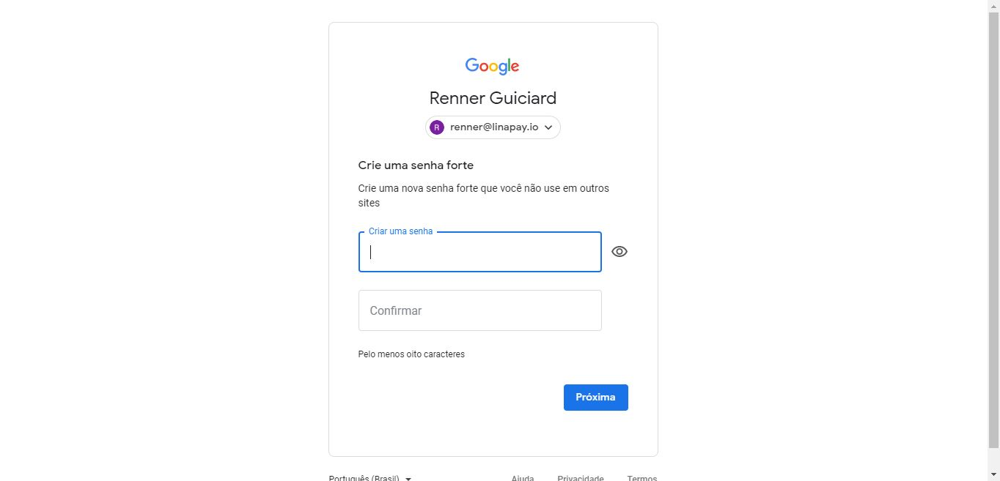 Google
Renner Guiciard
R renner@linapay.io
Crie uma senha forte
Crie uma nova senha forte que você não use em outros
sites
Criar uma senha
Confirmar
Pelo menos oito caracteres
Próxima
Português (Brasil) Ajuda Privacidade Termos